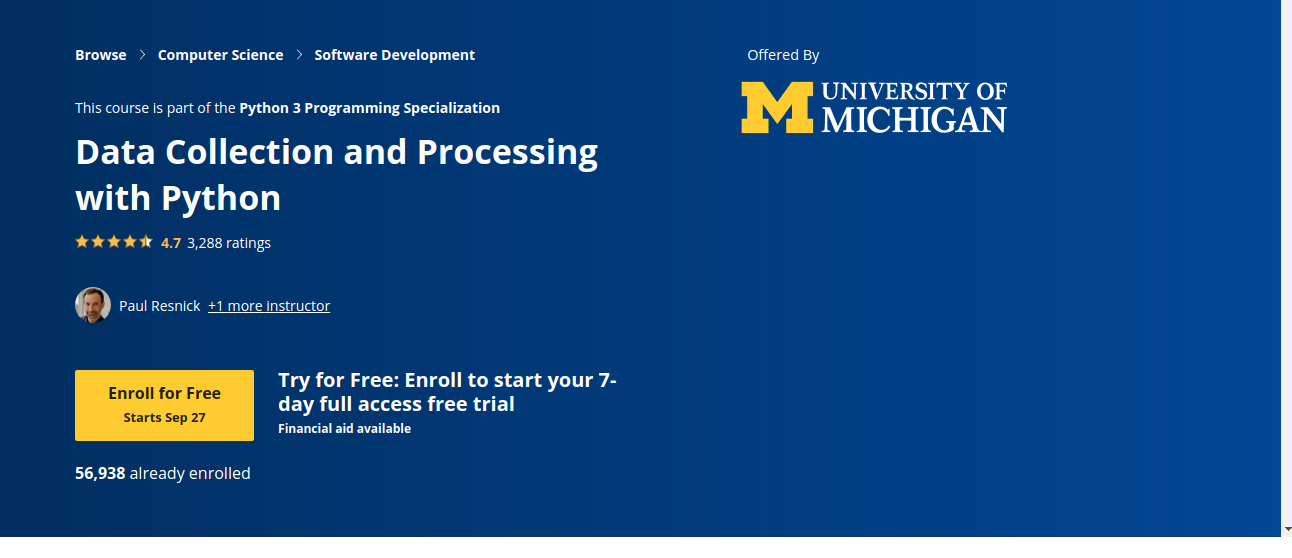 Browse > Computer Science > Software Development
Offered By
UNIVERSITY OF
MICHIGAN
This course is part of the Python 3 Programming Specialization
Data Collection and Processing
with Python
4.7 3,288 ratings
Paul Resnick +1 more instructor
Enroll for Free
Starts Sep 27
Try for Free: Enroll to start your 7-
day full access free trial
Financial aid available
56,938 already enrolled